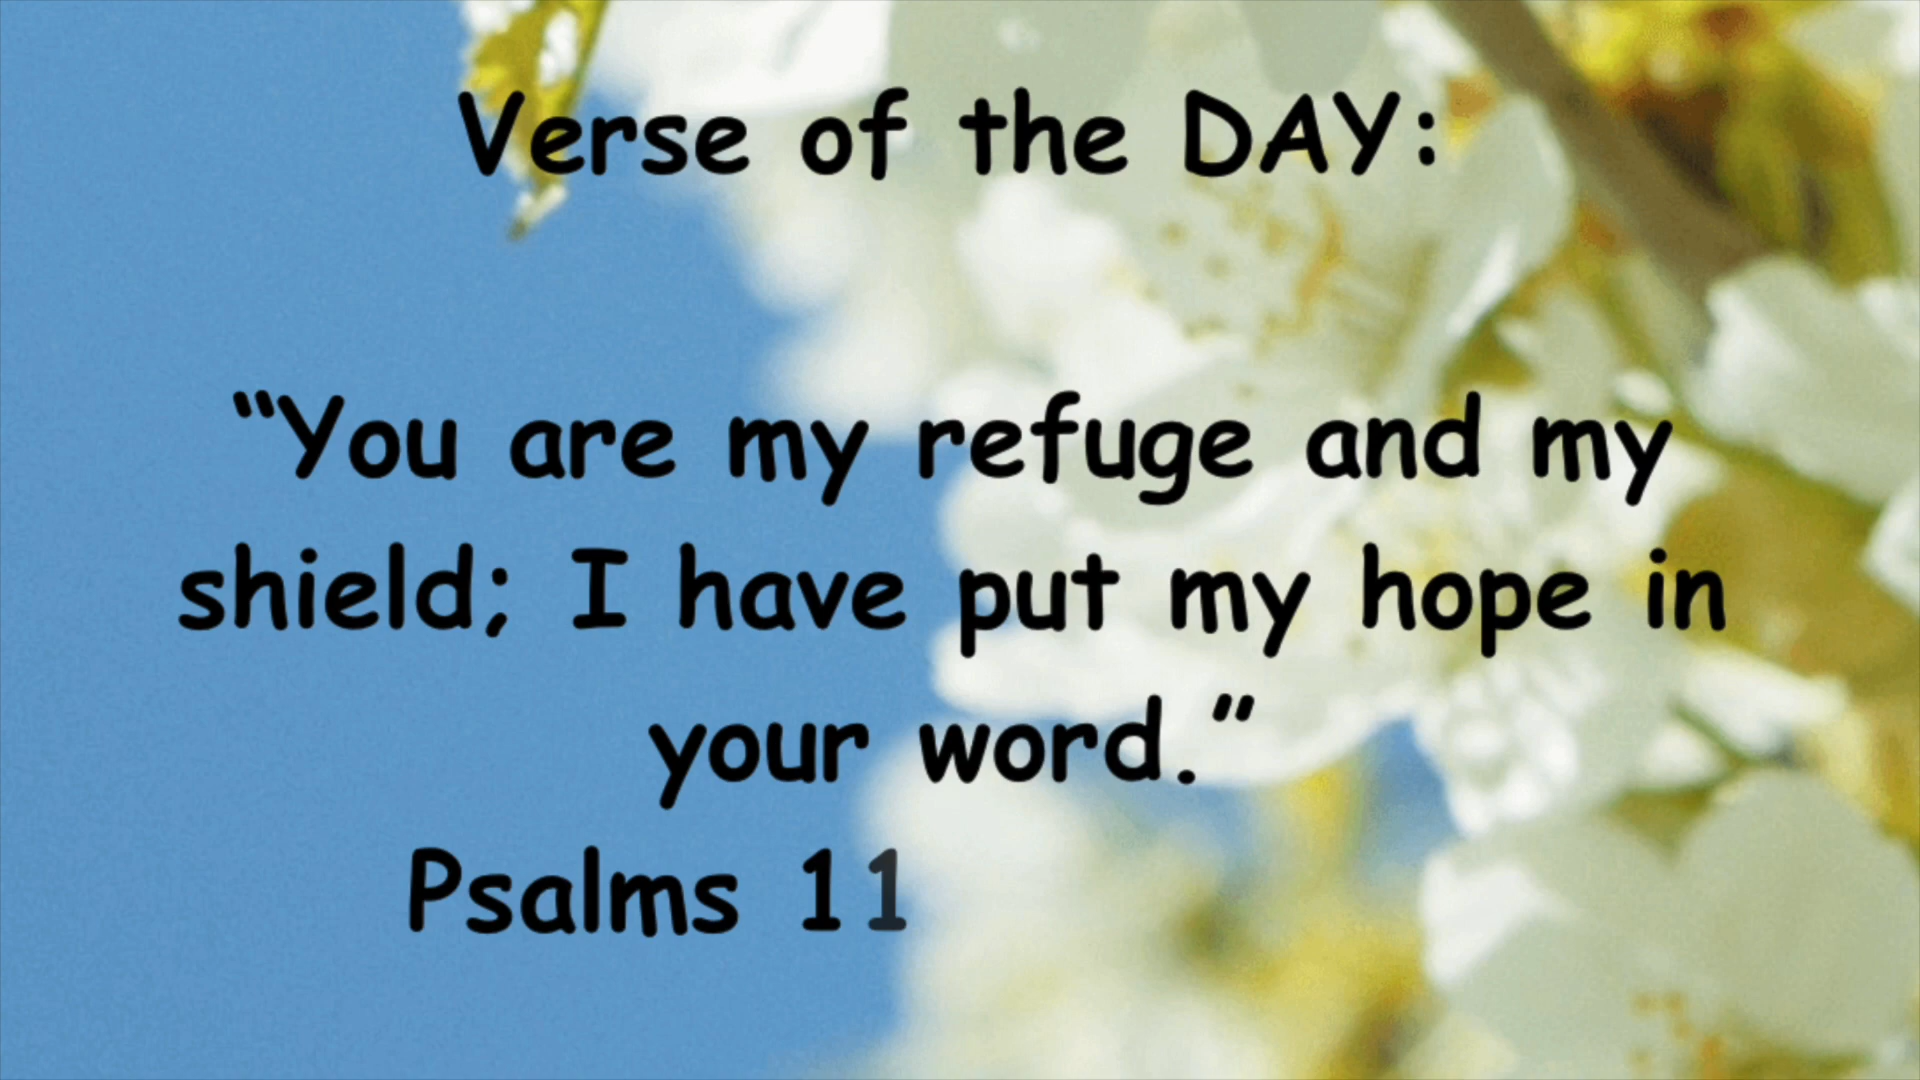 Verse of the DAY:
“You are my refuge and my
shield; I have put my hope in
your word.”
Psalms 11